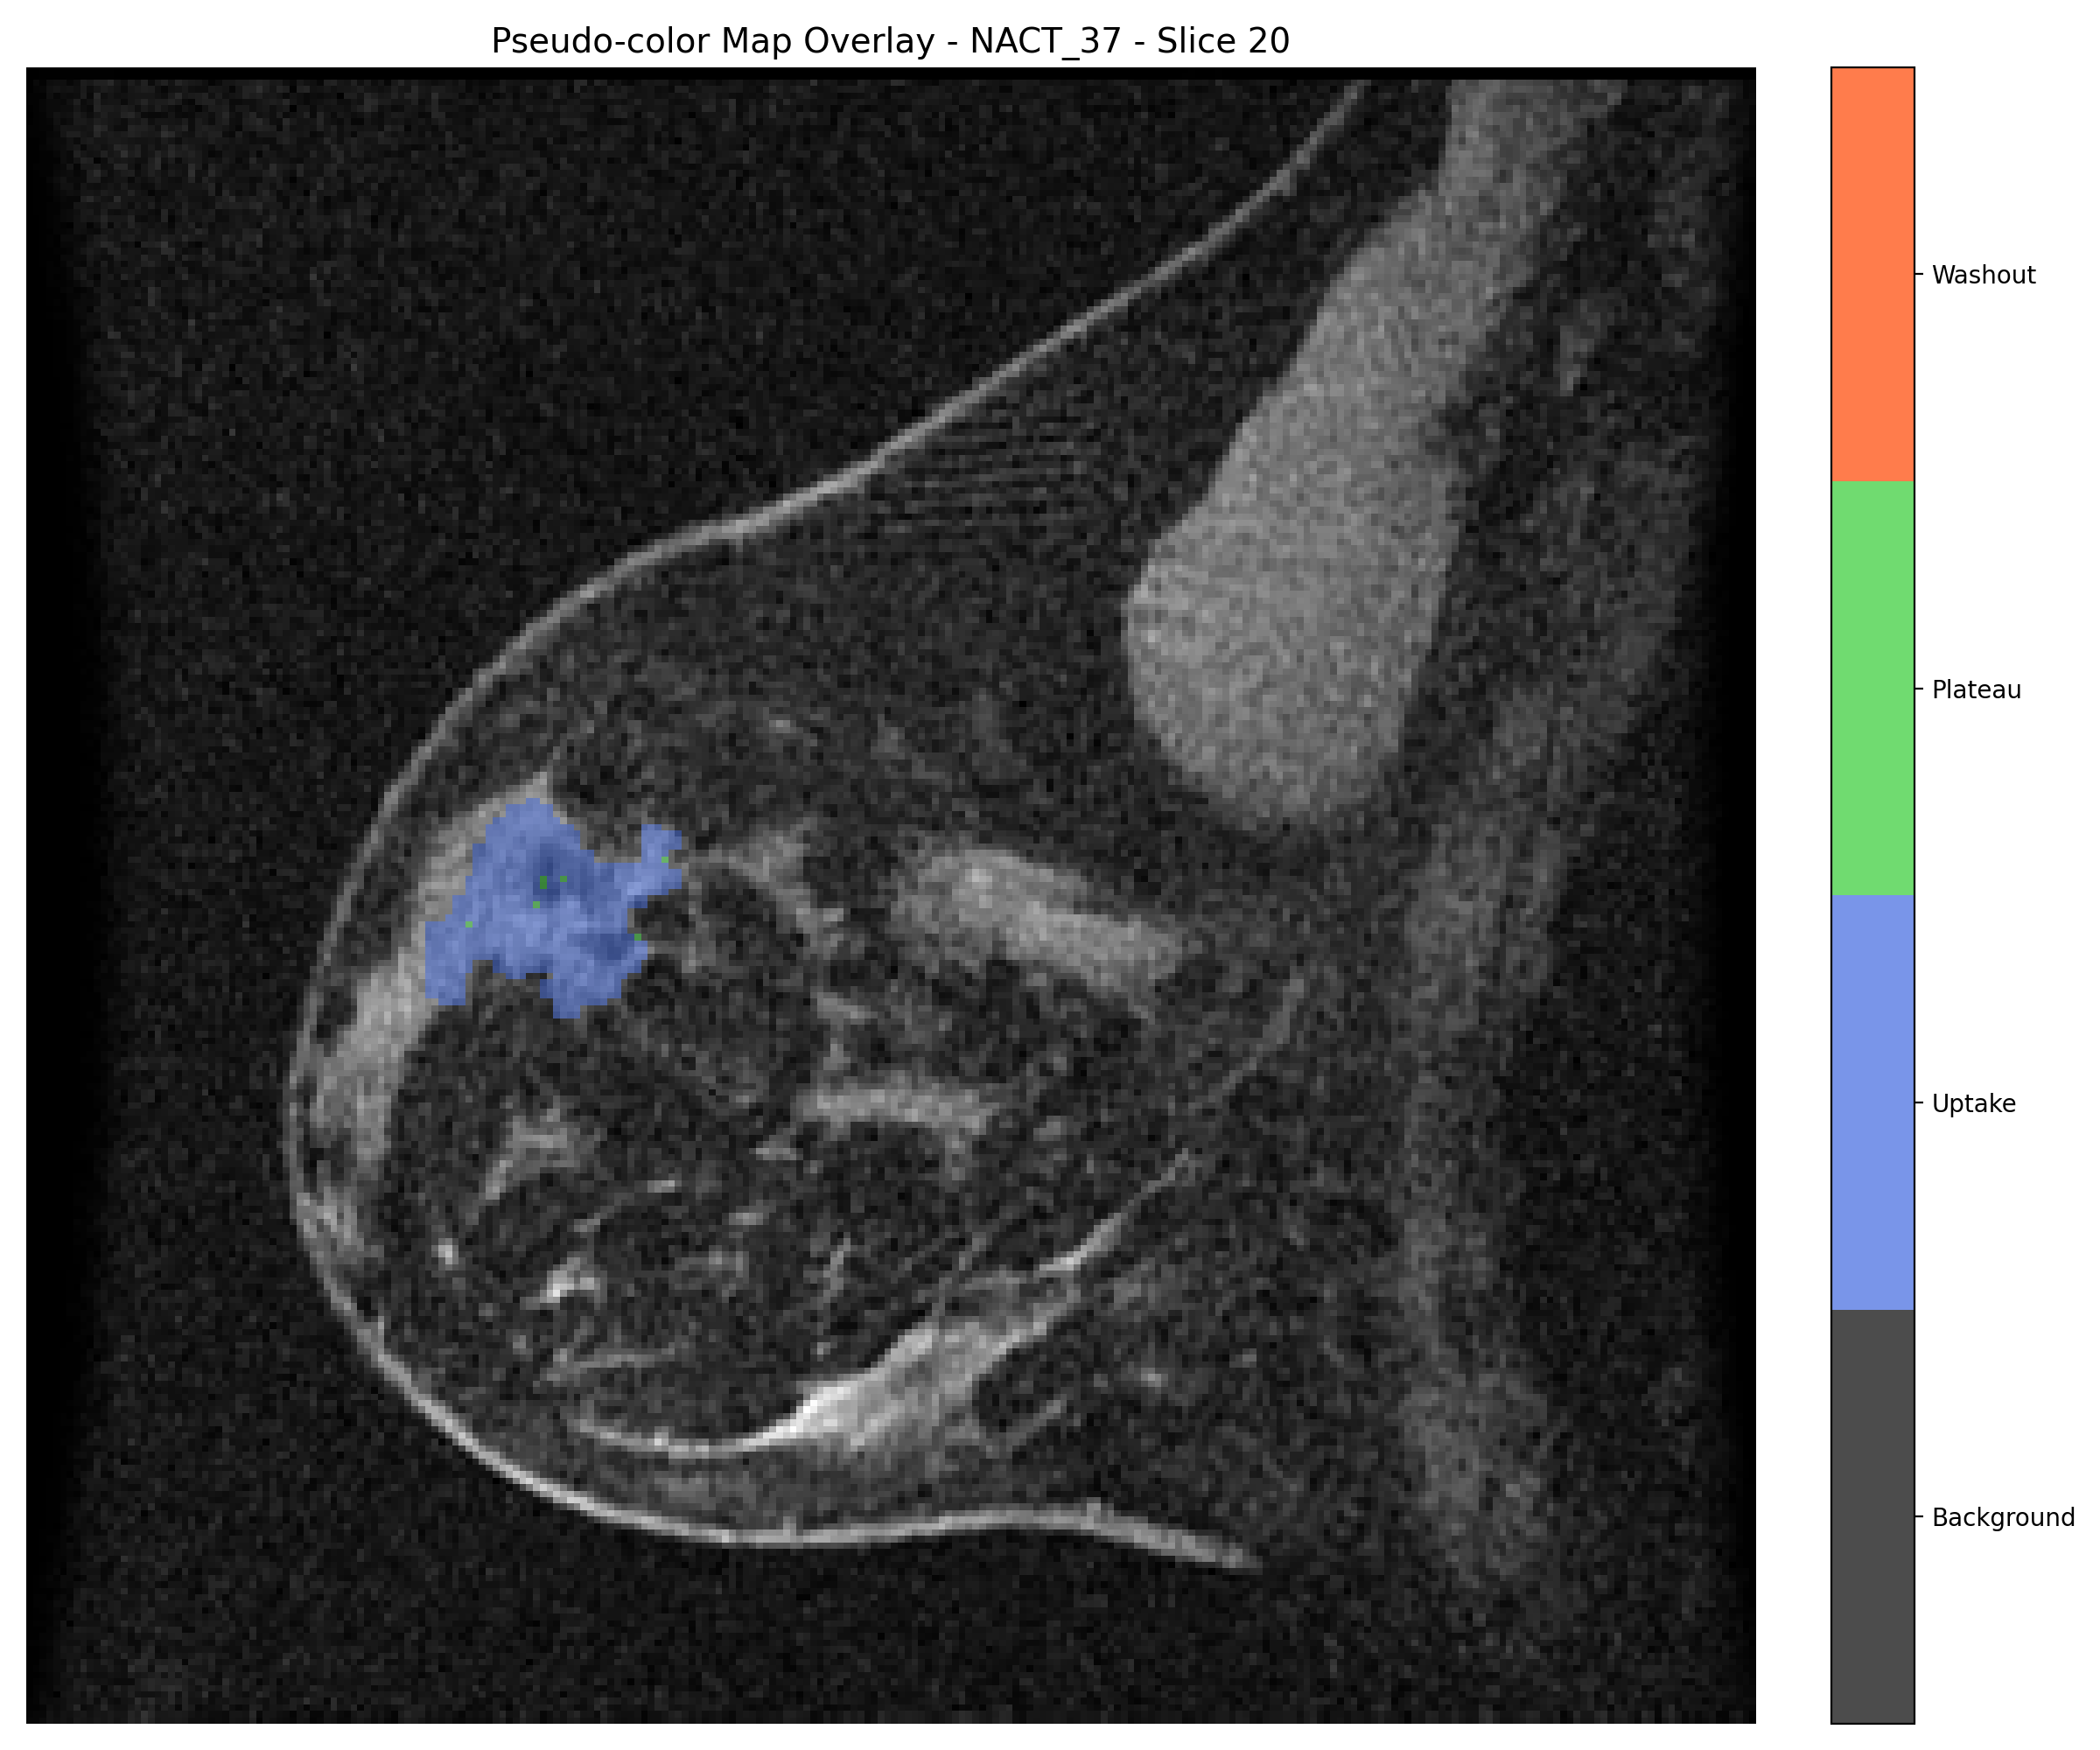 Pseudo-color Map Overlay - NACT_37 - Slice 20
Washout
Plateau
Uptake
Background